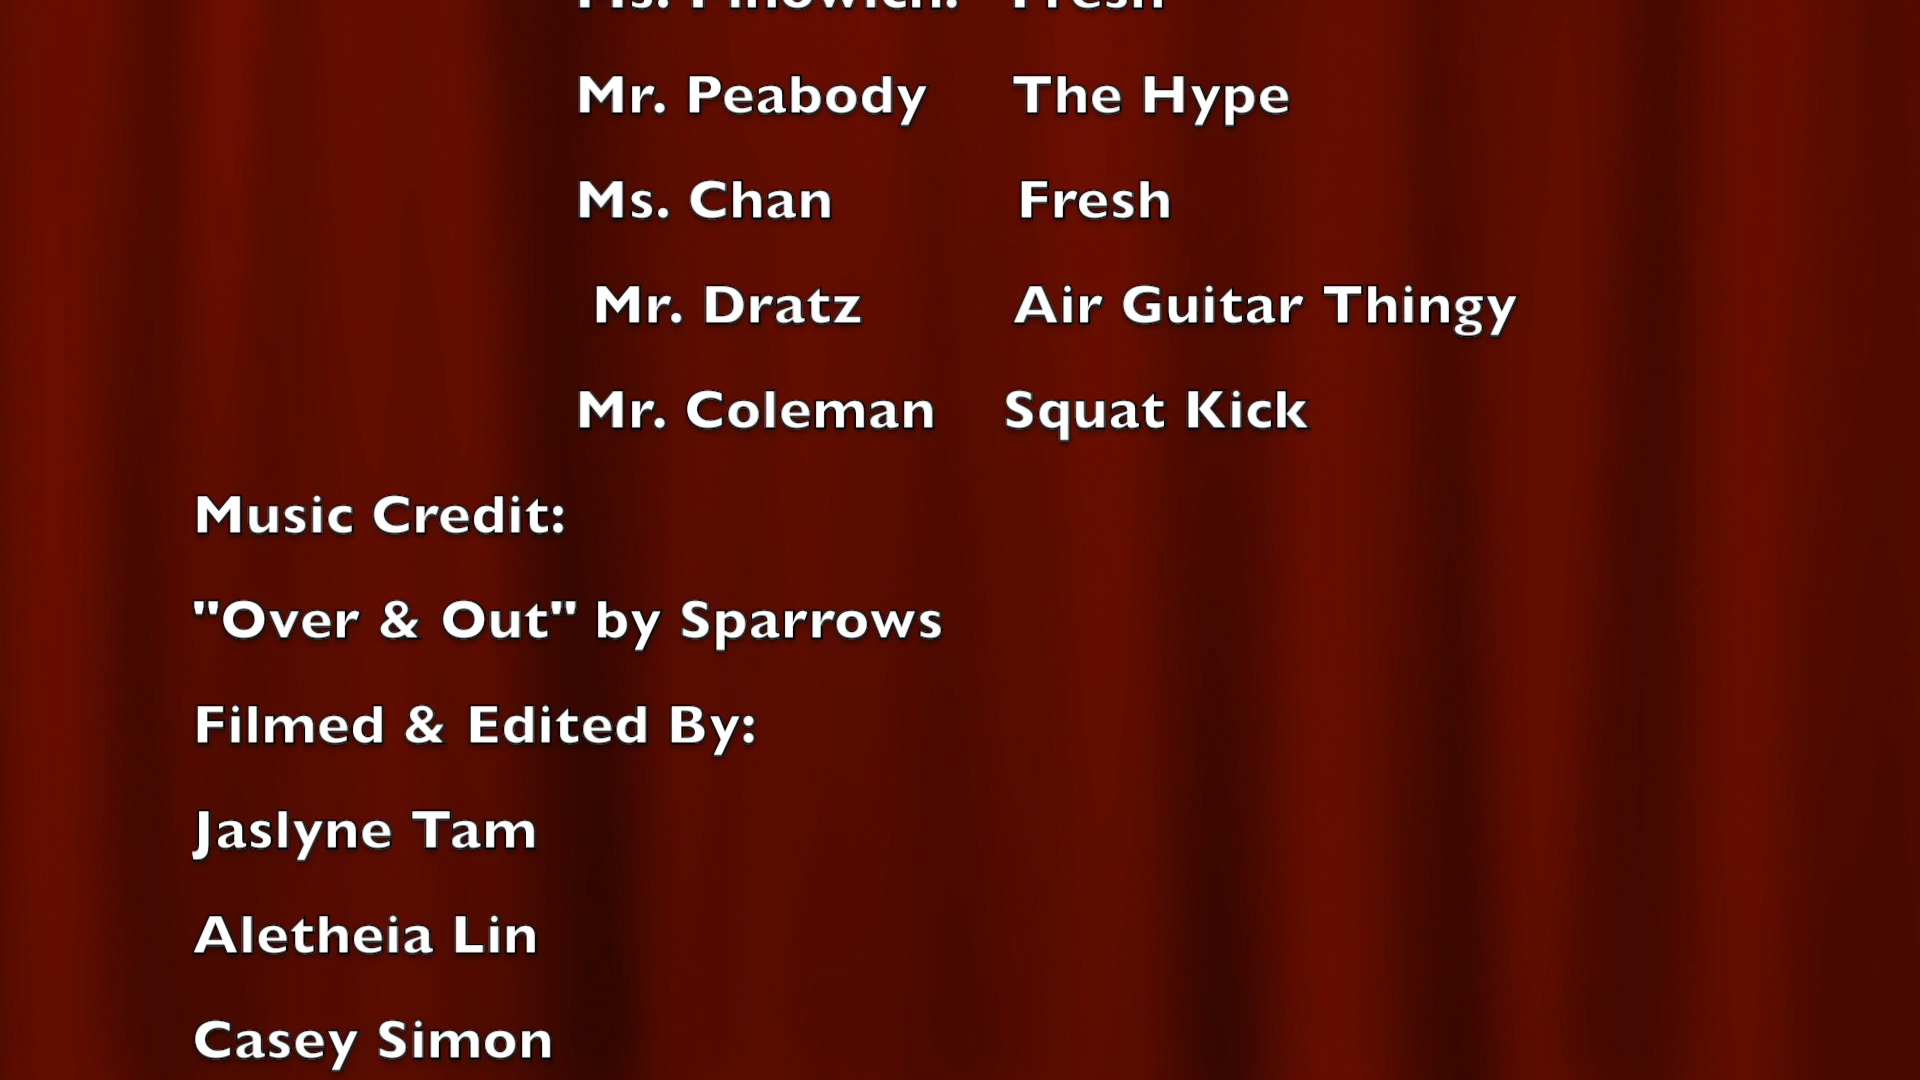 Fresh
Mr. Peabody The Hype
Ms. Chan Fresh
Mr. Dratz Air Guitar Thingy
Mr. Coleman Squat Kick
Music Credit:
"Over & Out" by Sparrows
Filmed & Edited By:
Jaslyne Tam
Aletheia Lin
Casey Simon